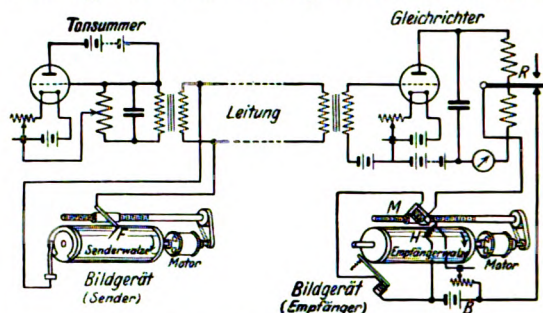 Tonsummer
Gleichrichter
R
Leitung
F
Senderwalze
Motor
Bildgerät
(Sender)
M
H
Empfängerwalze
Motor
Bildgerät
(Empfänger)
B